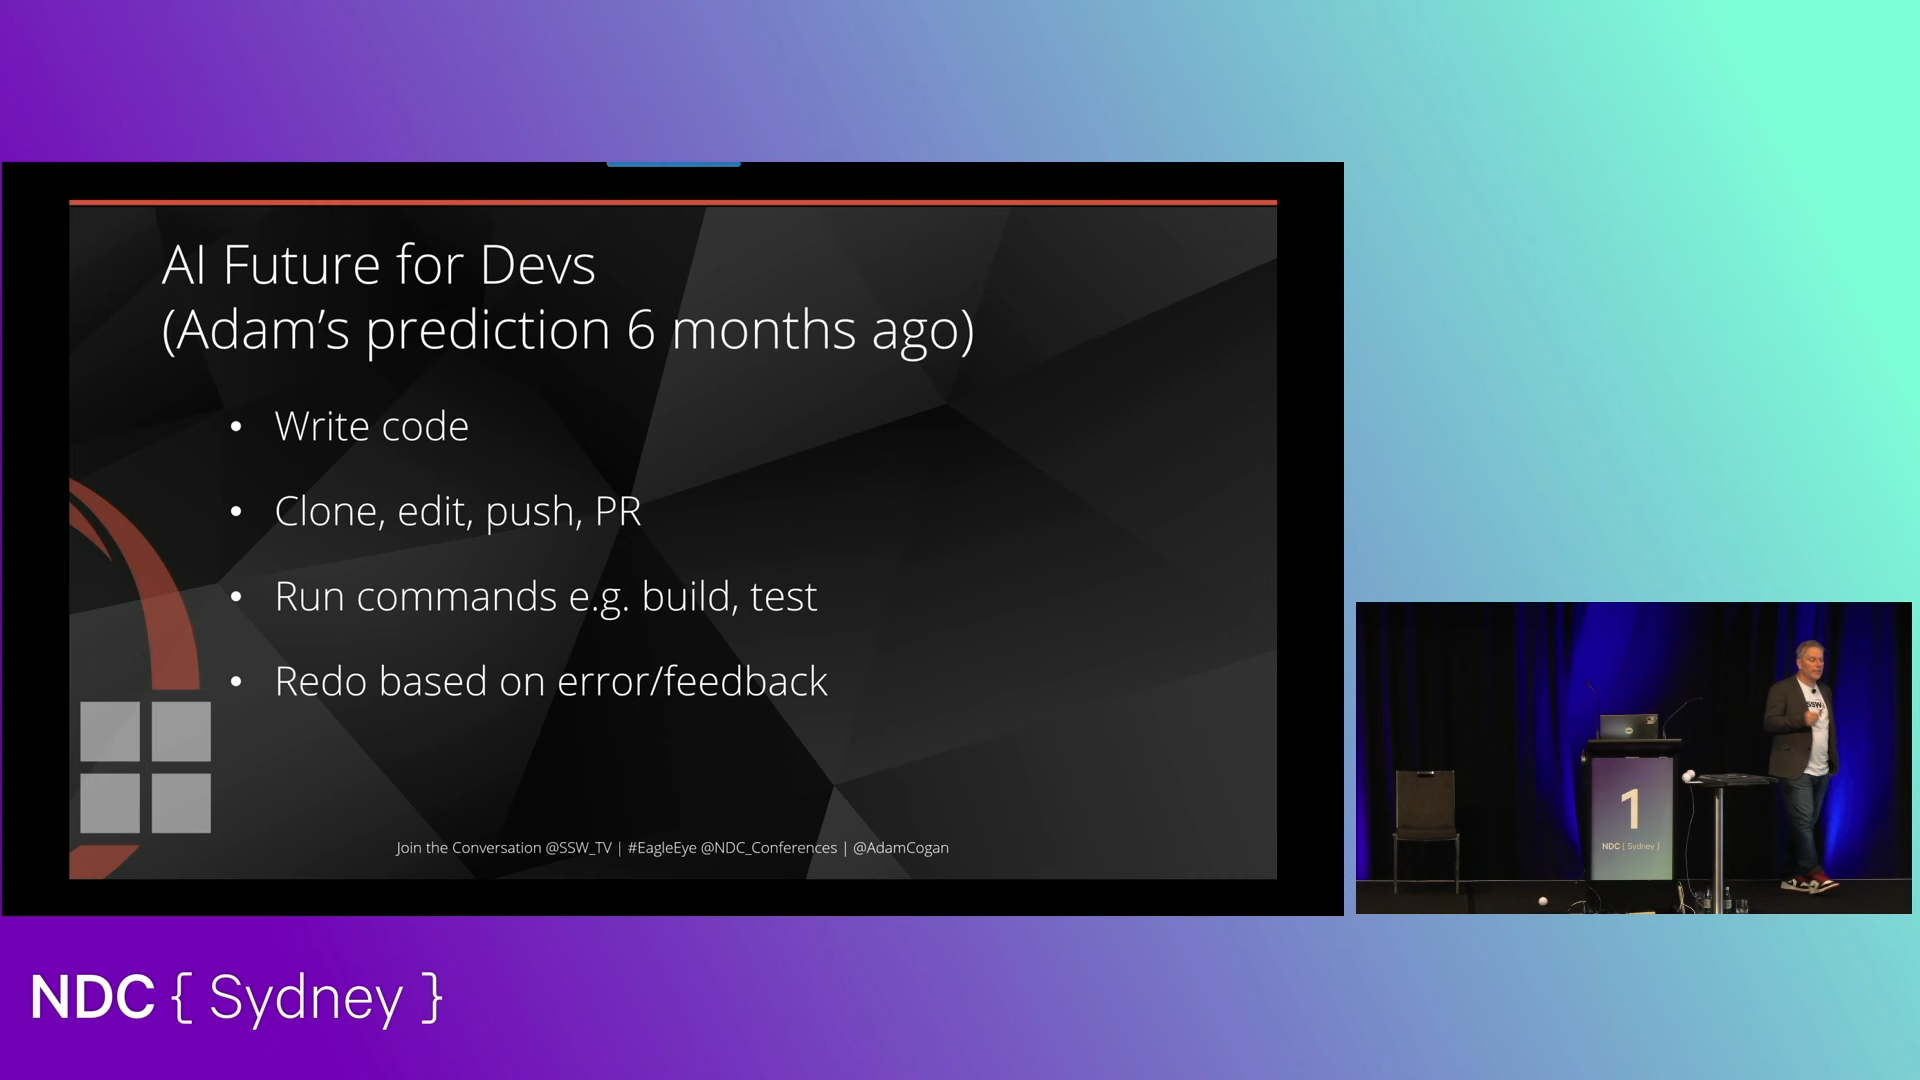 AI Future for Devs
(Adam's prediction 6 months ago)
• Write code
• Clone, edit, push, PR
• Run commands e.g. build, test
• Redo based on error/feedback
Join the Conversation @SSW_TV | #EagleEye @NDC_Conferences | @AdamCogan
SSW
1
NDC { Sydney }
NDC { Sydney }